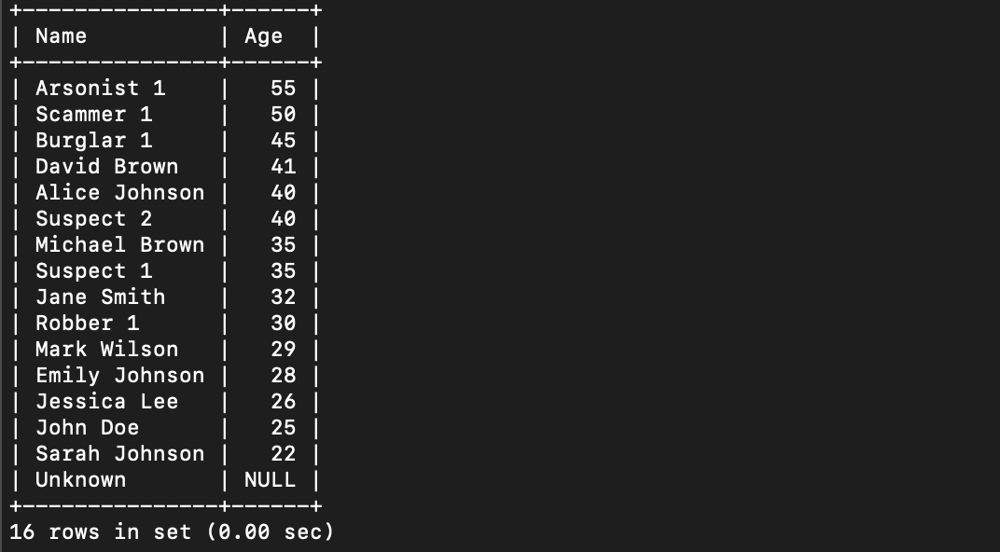 +---------------+------+
| Name          | Age  |
+---------------+------+
| Arsonist 1    |   55 |
| Scammer 1     |   50 |
| Burglar 1     |   45 |
| David Brown   |   41 |
| Alice Johnson |   40 |
| Suspect 2     |   40 |
| Michael Brown |   35 |
| Suspect 1     |   35 |
| Jane Smith    |   32 |
| Robber 1      |   30 |
| Mark Wilson   |   29 |
| Emily Johnson |   28 |
| Jessica Lee   |   26 |
| John Doe      |   25 |
| Sarah Johnson |   22 |
| Unknown       | NULL |
+---------------+------+
16 rows in set (0.00 sec)